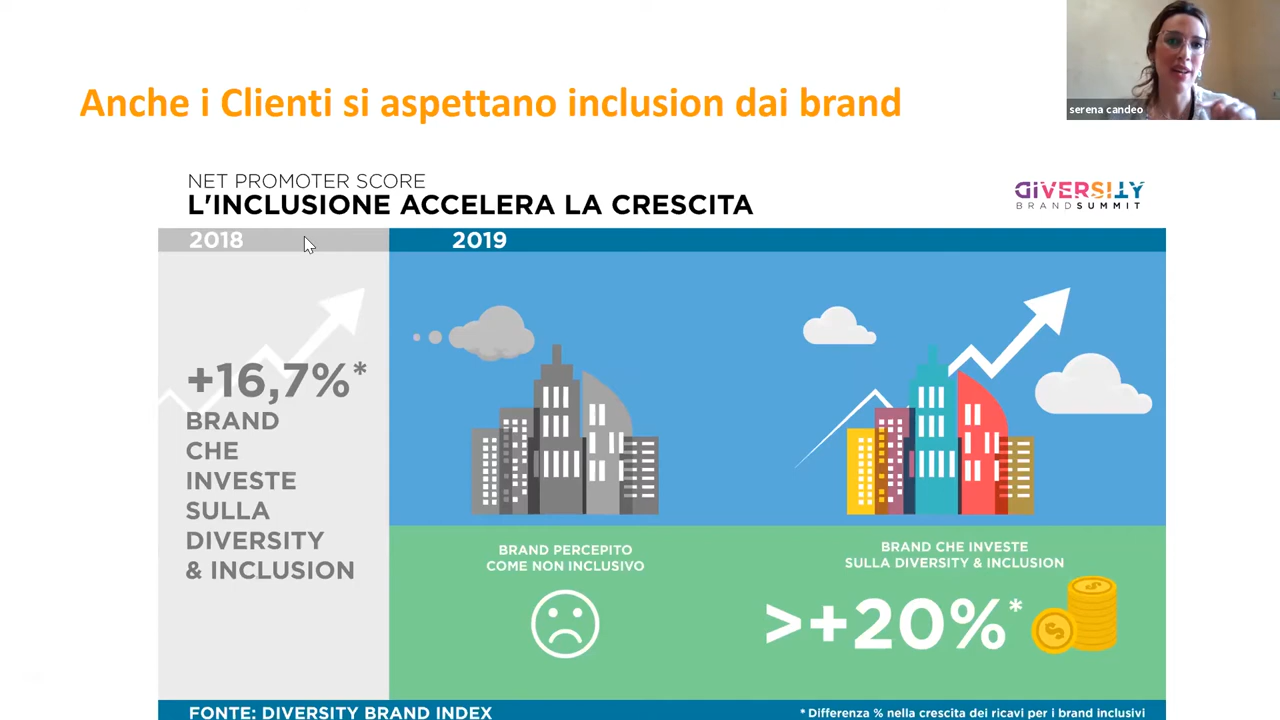 serena candeo
Anche i Clienti si aspettano inclusion dai brand
NET PROMOTER SCORE
L'INCLUSIONE ACCELERA LA CRESCITA
DIVERSITY
BRANDSUMMIT
2018
2019
+16,7%*
BRAND
CHE
INVESTE
SULLA
DIVERSITY
& INCLUSION
BRAND PERCEPITO
COME NON INCLUSIVO
BRAND CHE INVESTE
SULLA DIVERSITY & INCLUSION
>+20%*
FONTE: DIVERSITY BRAND INDEX
* Differenza % nella crescita dei ricavi per i brand inclusivi